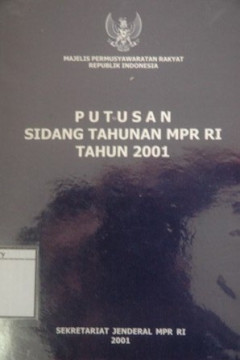 MAJELIS PERMUSYAWARATAN RAKYAT
REPUBLIK INDONESIA
PUTUSAN
SIDANG TAHUNAN MPR RI
TAHUN 2001
SEKRETARIAT JENDERAL MPR RI
2001